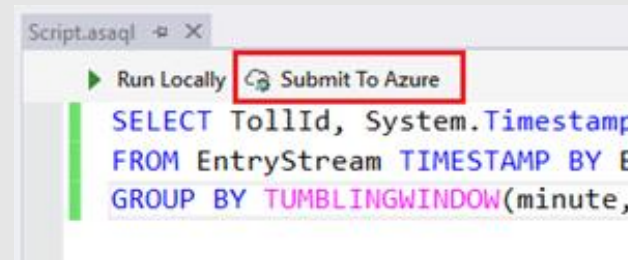 Script.asaql
Run Locally Submit To Azure
SELECT TollId, System.Timestamp
FROM EntryStream TIMESTAMP BY E
GROUP BY TUMBLINGWINDOW(minute,